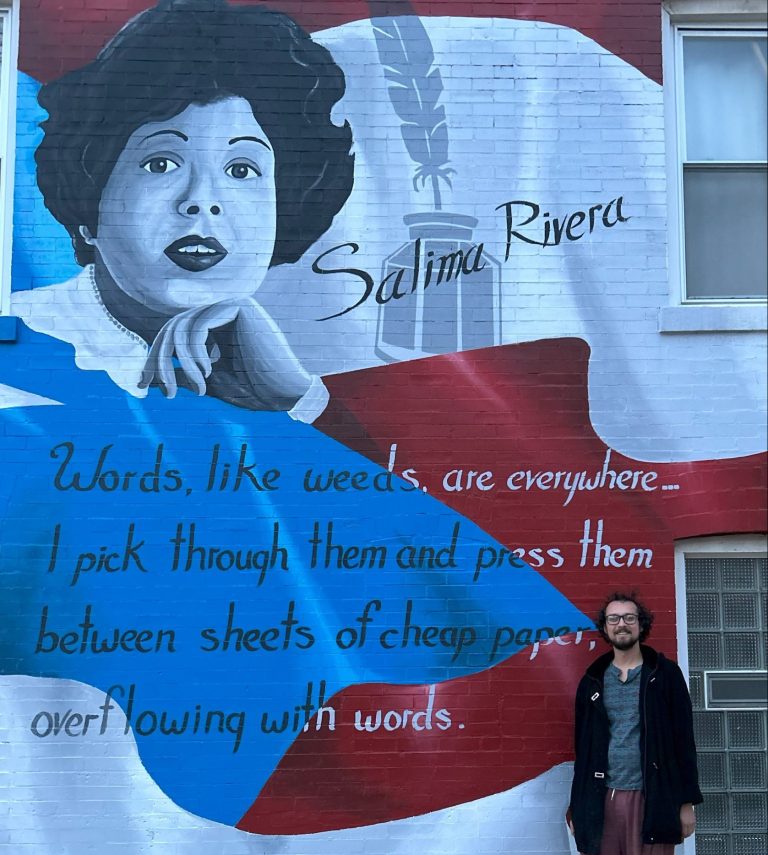 Salima Rivera
Words, like weeds, are everywhere...
I pick through them and press them
between sheets of cheap paper,
overflowing with words.